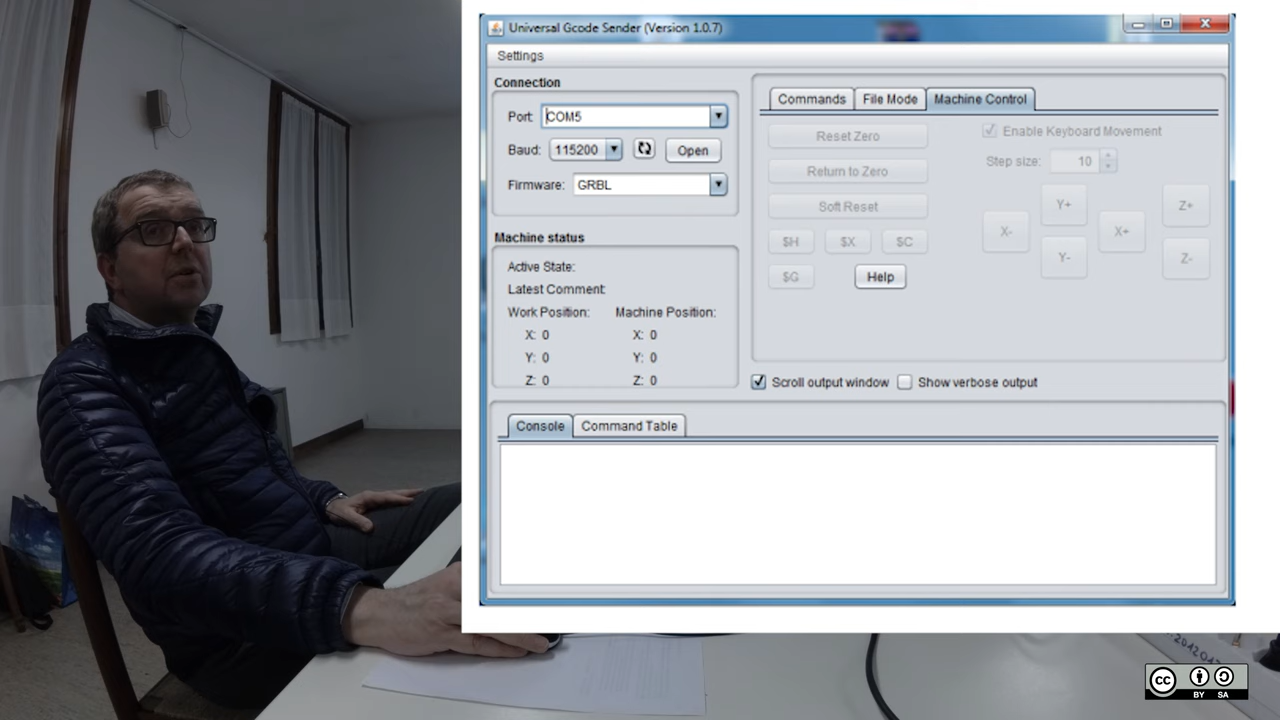 Universal Gcode Sender (Version 1.0.7)
Settings
Connection
Port: COM5
Baud: 115200 Open
Firmware: GRBL
Machine status
Active State:
Latest Comment:
Work Position: Machine Position:
X: 0 X: 0
Y: 0 Y: 0
Z: 0 Z: 0
Commands File Mode Machine Control
Reset Zero
Return to Zero
Soft Reset
$H $X $C
$G Help
Enable Keyboard Movement
Step size: 10
Y+ Z+
X- X+
Y- Z-
Scroll output window Show verbose output
Console Command Table
cc
BY SA